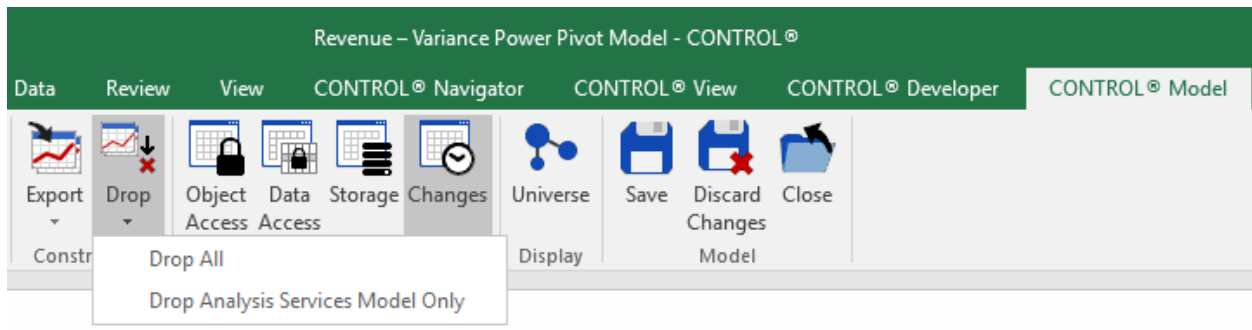 Revenue – Variance Power Pivot Model - CONTROL®
Data Review View CONTROL® Navigator CONTROL® View CONTROL® Developer CONTROL® Model
Export Drop Object Data Storage Changes Universe Save Discard Close
Access Access Changes
Constr Display Model
Drop All
Drop Analysis Services Model Only